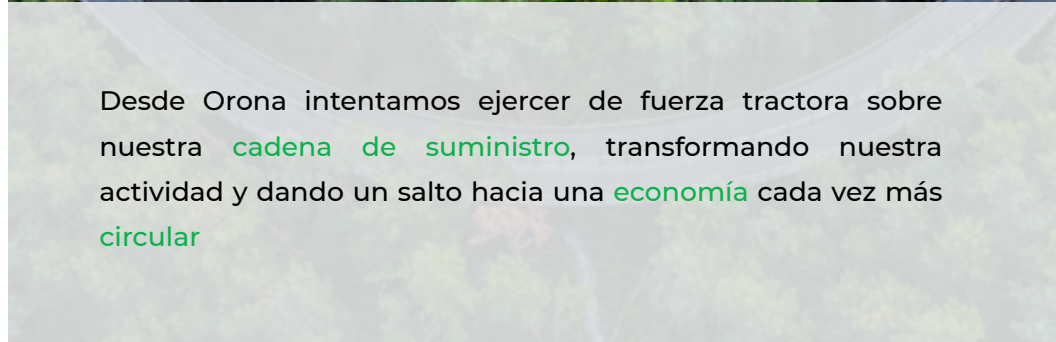 Desde Orona intentamos ejercer de fuerza tractora sobre
nuestra cadena de suministro, transformando nuestra
actividad y dando un salto hacia una economía cada vez más
circular